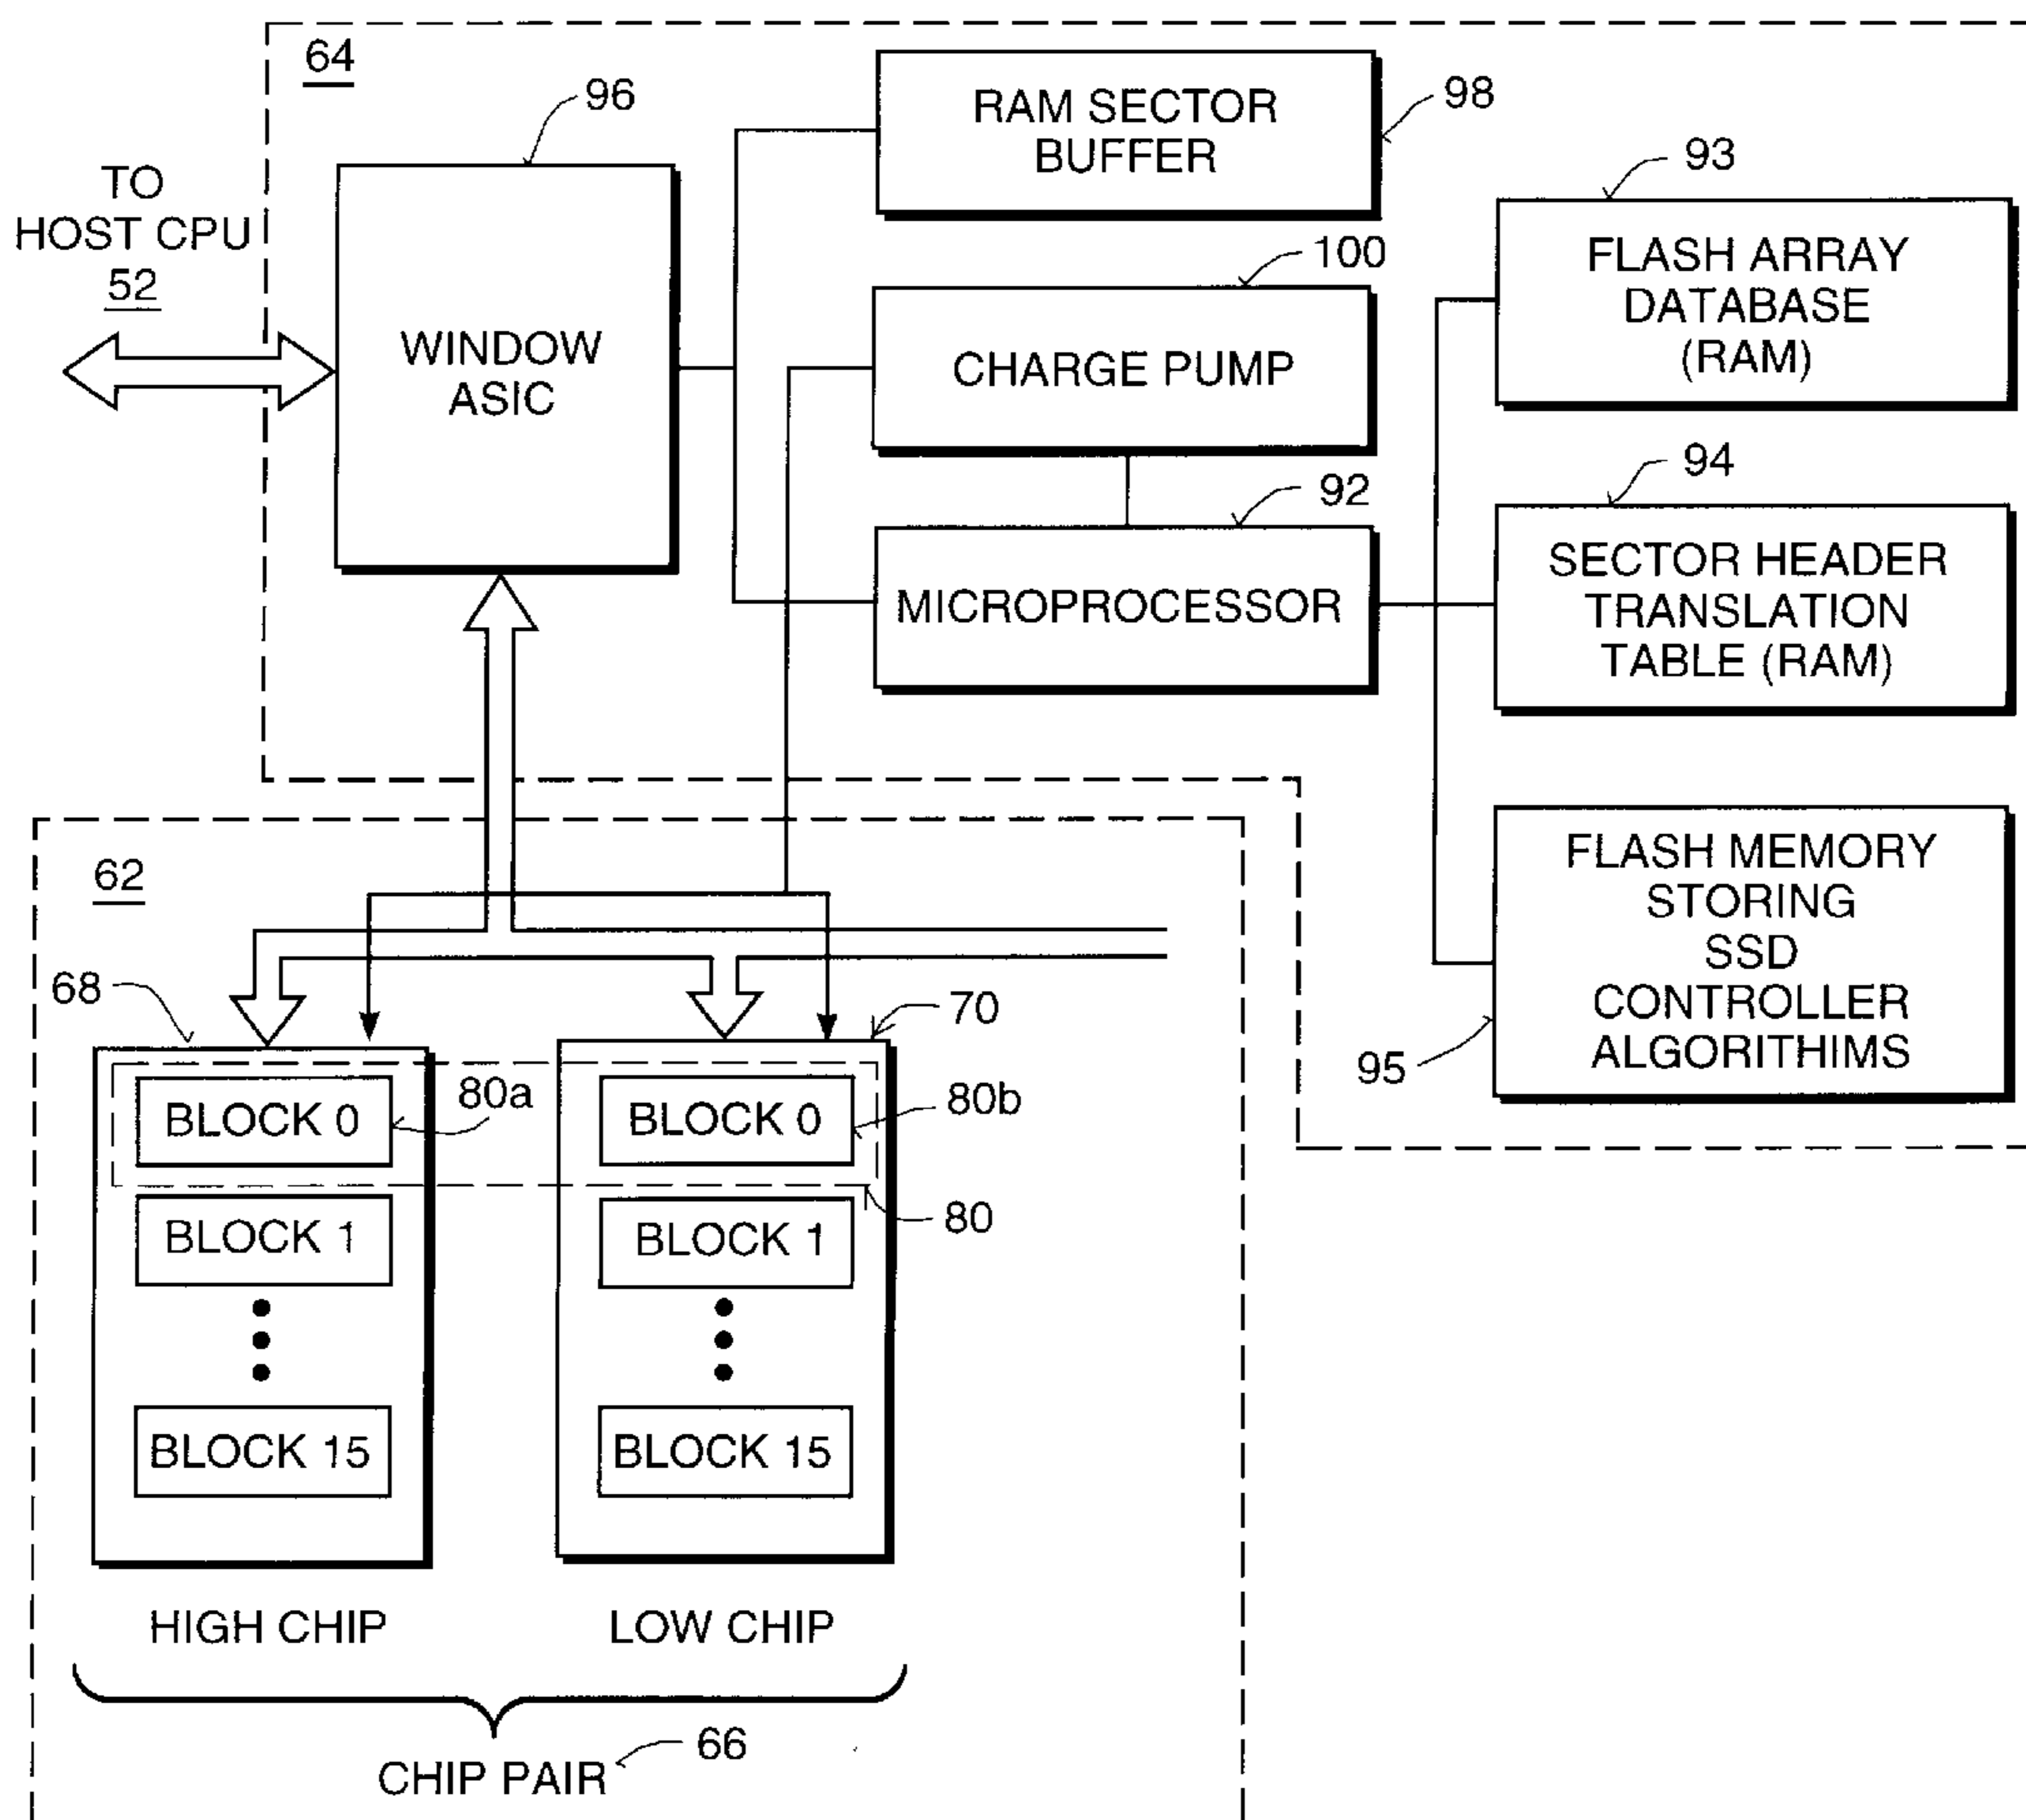 64
96
TO
HOST CPU
52
WINDOW
ASIC
RAM SECTOR
BUFFER
98
100
CHARGE PUMP
92
MICROPROCESSOR
93
FLASH ARRAY
DATABASE
(RAM)
94
SECTOR HEADER
TRANSLATION
TABLE (RAM)
FLASH MEMORY
STORING
SSD
CONTROLLER
ALGORITHIMS
95
62
68
70
BLOCK 0
80a
BLOCK 0
80b
80
BLOCK 1
BLOCK 1
BLOCK 15
BLOCK 15
HIGH CHIP
LOW CHIP
CHIP PAIR
66